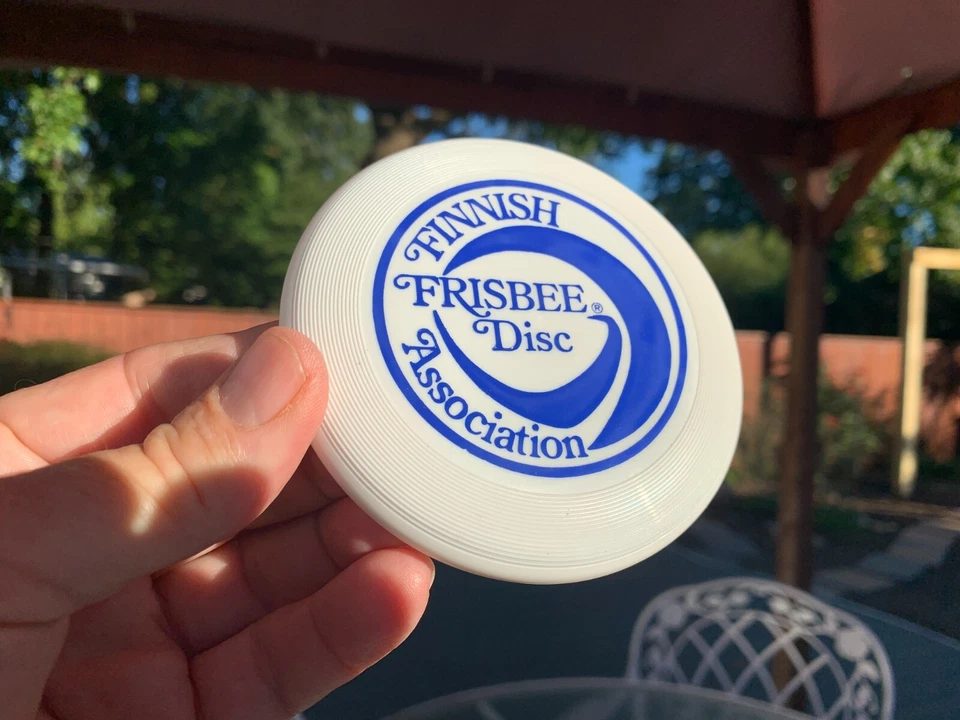 FINNISH
FRISBEE®
Disc
Association